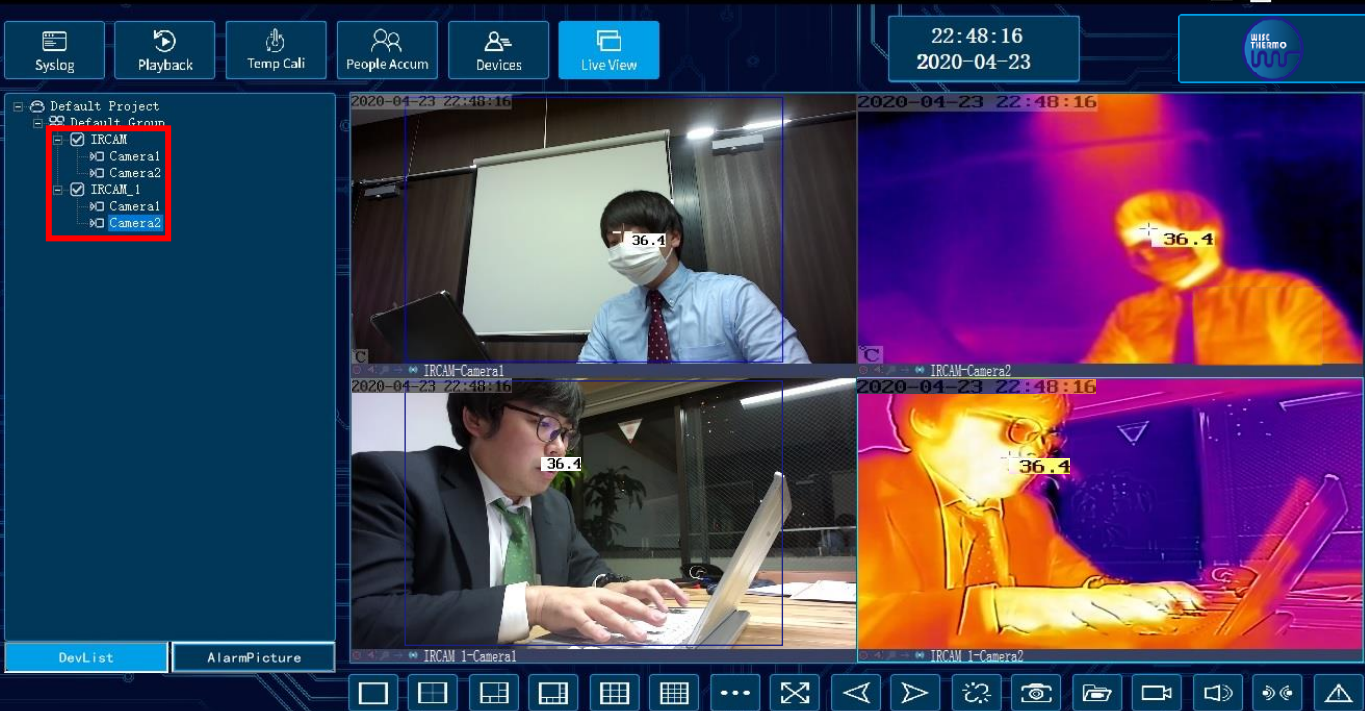 Syslog
Playback
Temp Cali
People Accum
Devices
Live View
22:48:16
2020-04-23
WISE
THERMO
Default Project
Default Group
IRCAM
Camera1
Camera2
IRCAM_1
Camera1
Camera2
DevList
AlarmPicture
2020-04-23 22:48:16
36.4
°C
IRCAM-Camera1
2020-04-23 22:48:16
36.4
°C
IRCAM-Camera2
2020-04-23 22:48:16
36.4
IRCAM_1-Camera1
2020-04-23 22:48:16
36.4
IRCAM_1-Camera2